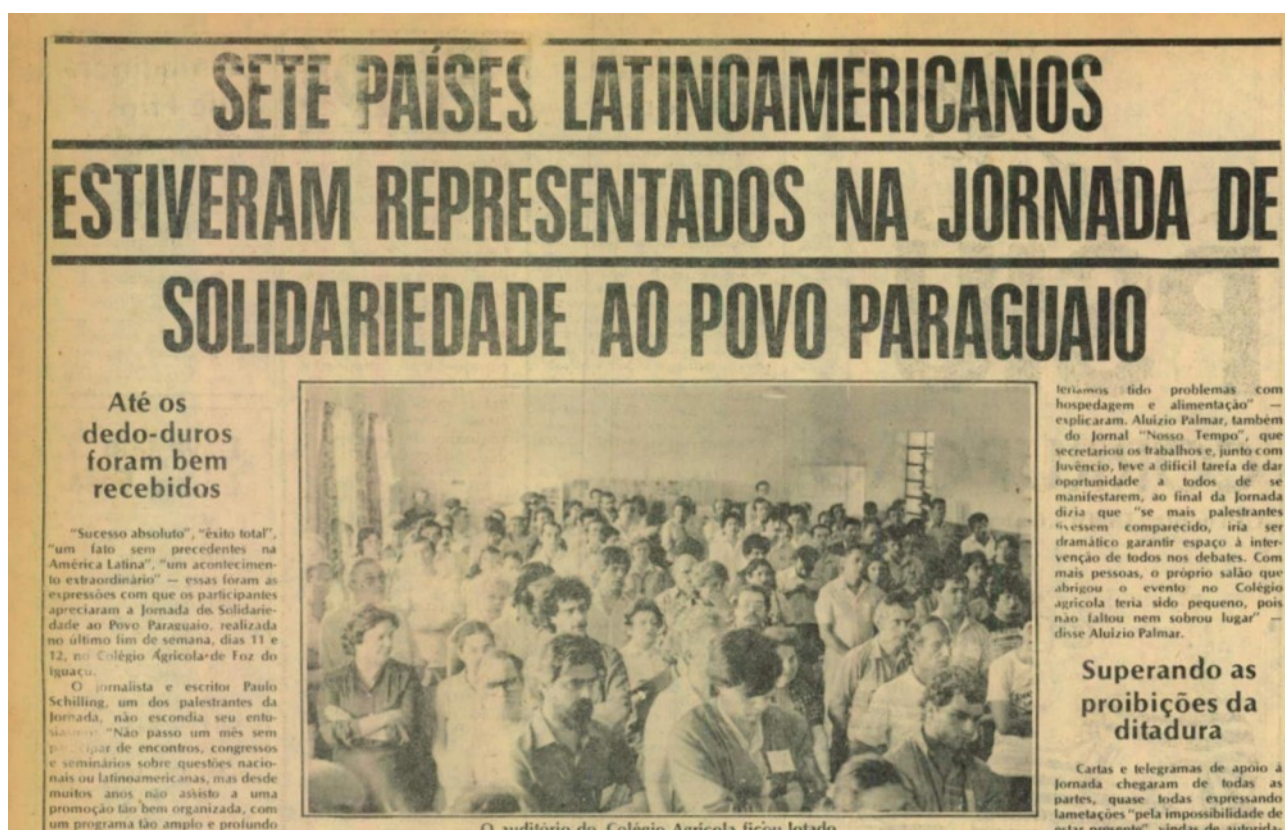 SETE PAÍSES LATINOAMERICANOS
ESTIVERAM REPRESENTADOS NA JORNADA DE
SOLIDARIEDADE AO POVO PARAGUAIO
Até os
dedo-duros
foram bem
recebidos
"Sucesso absoluto", "êxito total",
"um fato sem precedentes na
América Latina", "um acontecimen-
to extraordinário" — essas foram as
expressões com que os participantes
apreciaram a Jornada de Solidarie-
dade ao Povo Paraguaio, realizada
no último fim de semana, dias 11 e
12, no Colégio Agrícola de Foz do
Iguaçu.
O jornalista e escritor Paulo
Schilling, um dos palestrantes da
Jornada, não escondia seu entu-
"Não passo um mês sem
participar de encontros, congressos
e seminários sobre questões nacio-
nais ou latinoamericanas, mas desde
muitos anos não assisto a uma
promoção tão bem organizada, com
um programa tão amplo e profundo
O auditório do Colégio Agrícola ficou lotado
teríamos tido problemas com
hospedagem e alimentação" —
explicaram. Aluízio Palmar, também
do Jornal "Nosso Tempo", que
secretariou os trabalhos e, junto com
Juvêncio, teve a difícil tarefa de dar
oportunidade a todos de se
manifestarem, ao final da Jornada
dizia que "se mais palestrantes
tivessem comparecido, iria ser
dramático garantir espaço à inter-
venção de todos nos debates. Com
mais pessoas, o próprio salão que
abrigou o evento no Colégio
agrícola teria sido pequeno, pois
não faltou nem sobrou lugar" —
disse Aluízio Palmar.
Superando as
proibições da
ditadura
Cartas e telegramas de apoio à
Jornada chegaram de todas as
partes, quase todas expressando
lametações "pela impossibilidade de
estar presente",